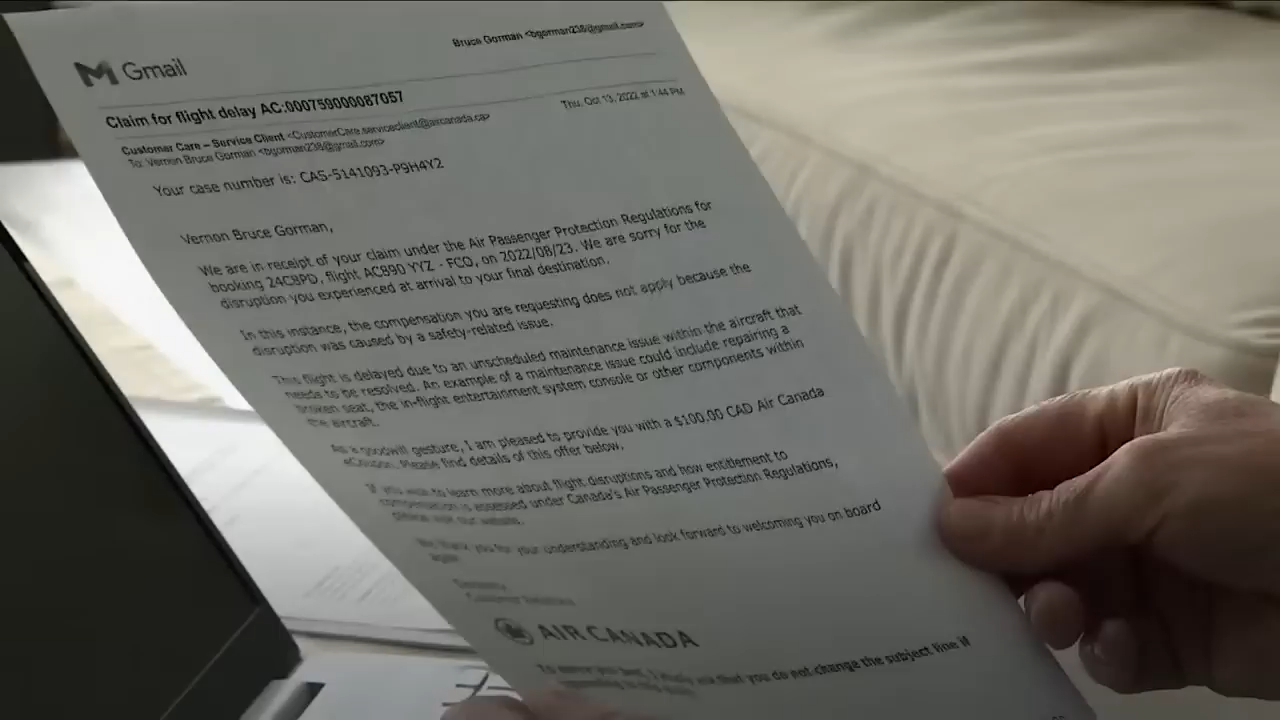 Bruce Gorman <bgorman238@gmail.com>
Gmail
Claim for flight delay AC:000759000087057
Thu, Oct 13, 2022 at 1:44 PM
Customer Care – Service Client <CustomerCare.serviceclient@aircanada.ca>
To: Vernon Bruce Gorman <bgorman238@gmail.com>
Your case number is: CAS-5141093-P9H4Y2
Vernon Bruce Gorman,
We are in receipt of your claim under the Air Passenger Protection Regulations for
booking 24C8PD, flight AC890 YYZ - FCO, on 2022/08/23. We are sorry for the
disruption you experienced at arrival to your final destination.
In this instance, the compensation you are requesting does not apply because the
disruption was caused by a safety-related issue.
This flight is delayed due to an unscheduled maintenance issue within the aircraft that
needs to be resolved. An example of a maintenance issue could include repairing a
broken seat, the in-flight entertainment system console or other components within
the aircraft.
As a goodwill gesture, I am pleased to provide you with a $100.00 CAD Air Canada
eCoupon. Please find details of this offer below.
If you wish to learn more about flight disruptions and how entitlement to
compensation is assessed under Canada's Air Passenger Protection Regulations,
please visit our website.
We thank you for your understanding and look forward to welcoming you on board
again.
Customer Relations
AIR CANADA
that you do not change the subject line if